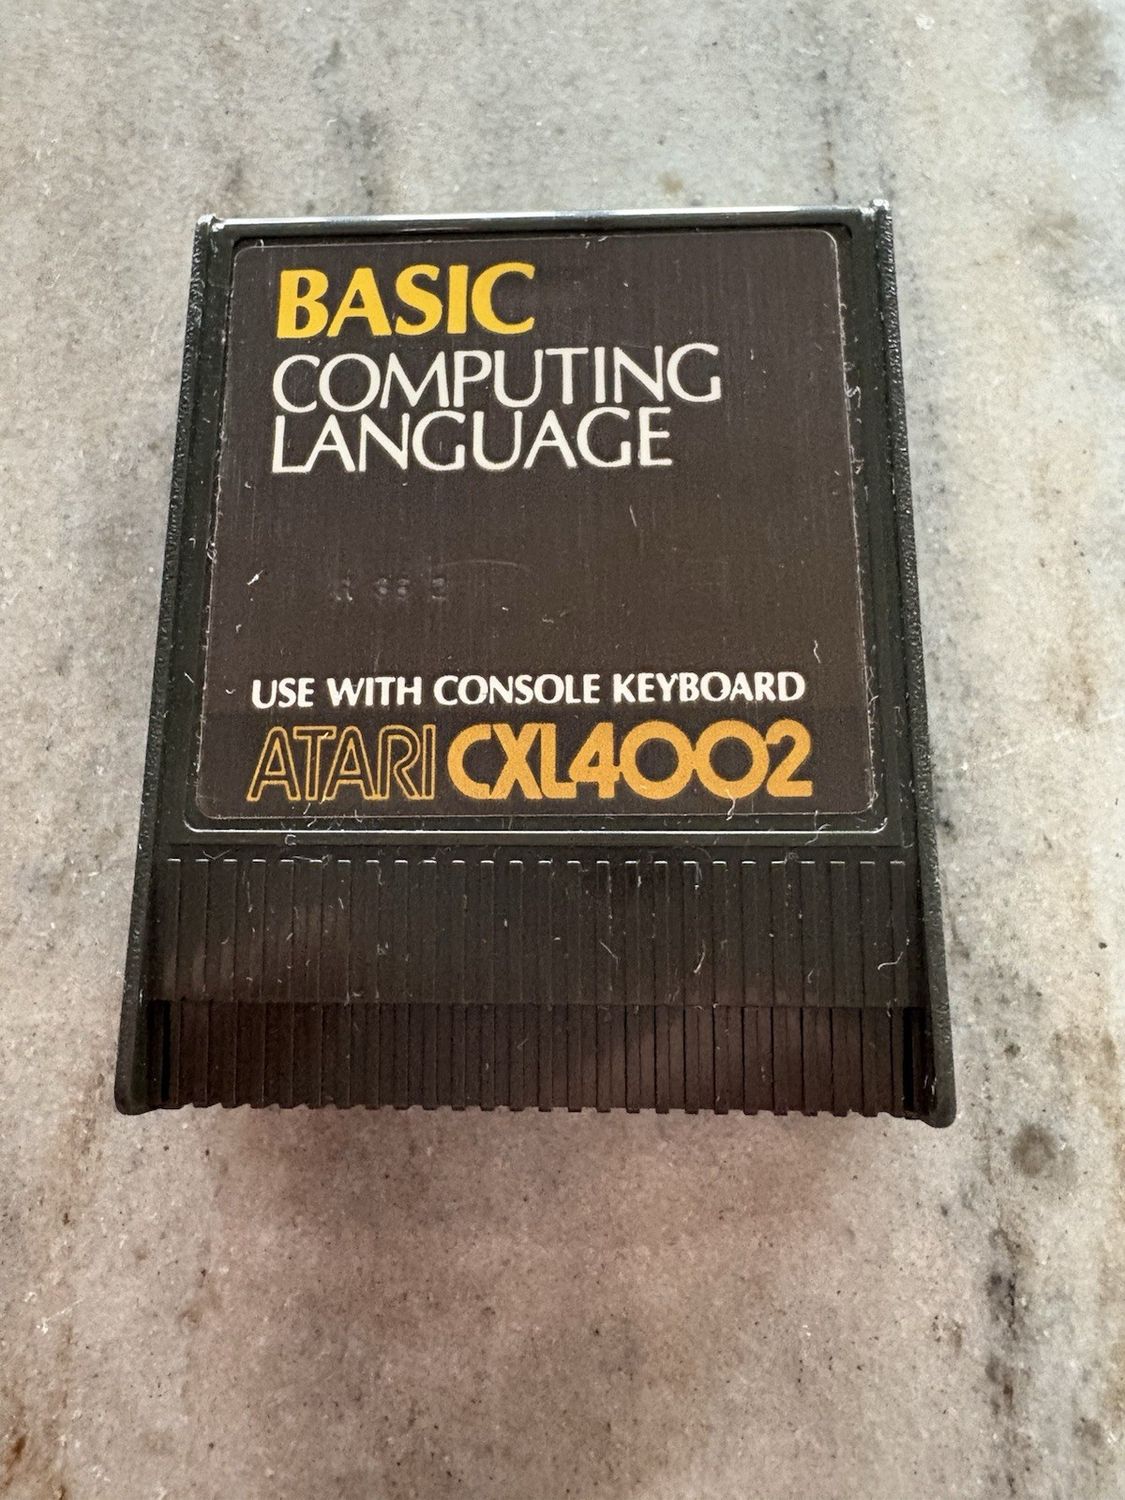 BASIC
COMPUTING
LANGUAGE
USE WITH CONSOLE KEYBOARD
ATARI CXL4002